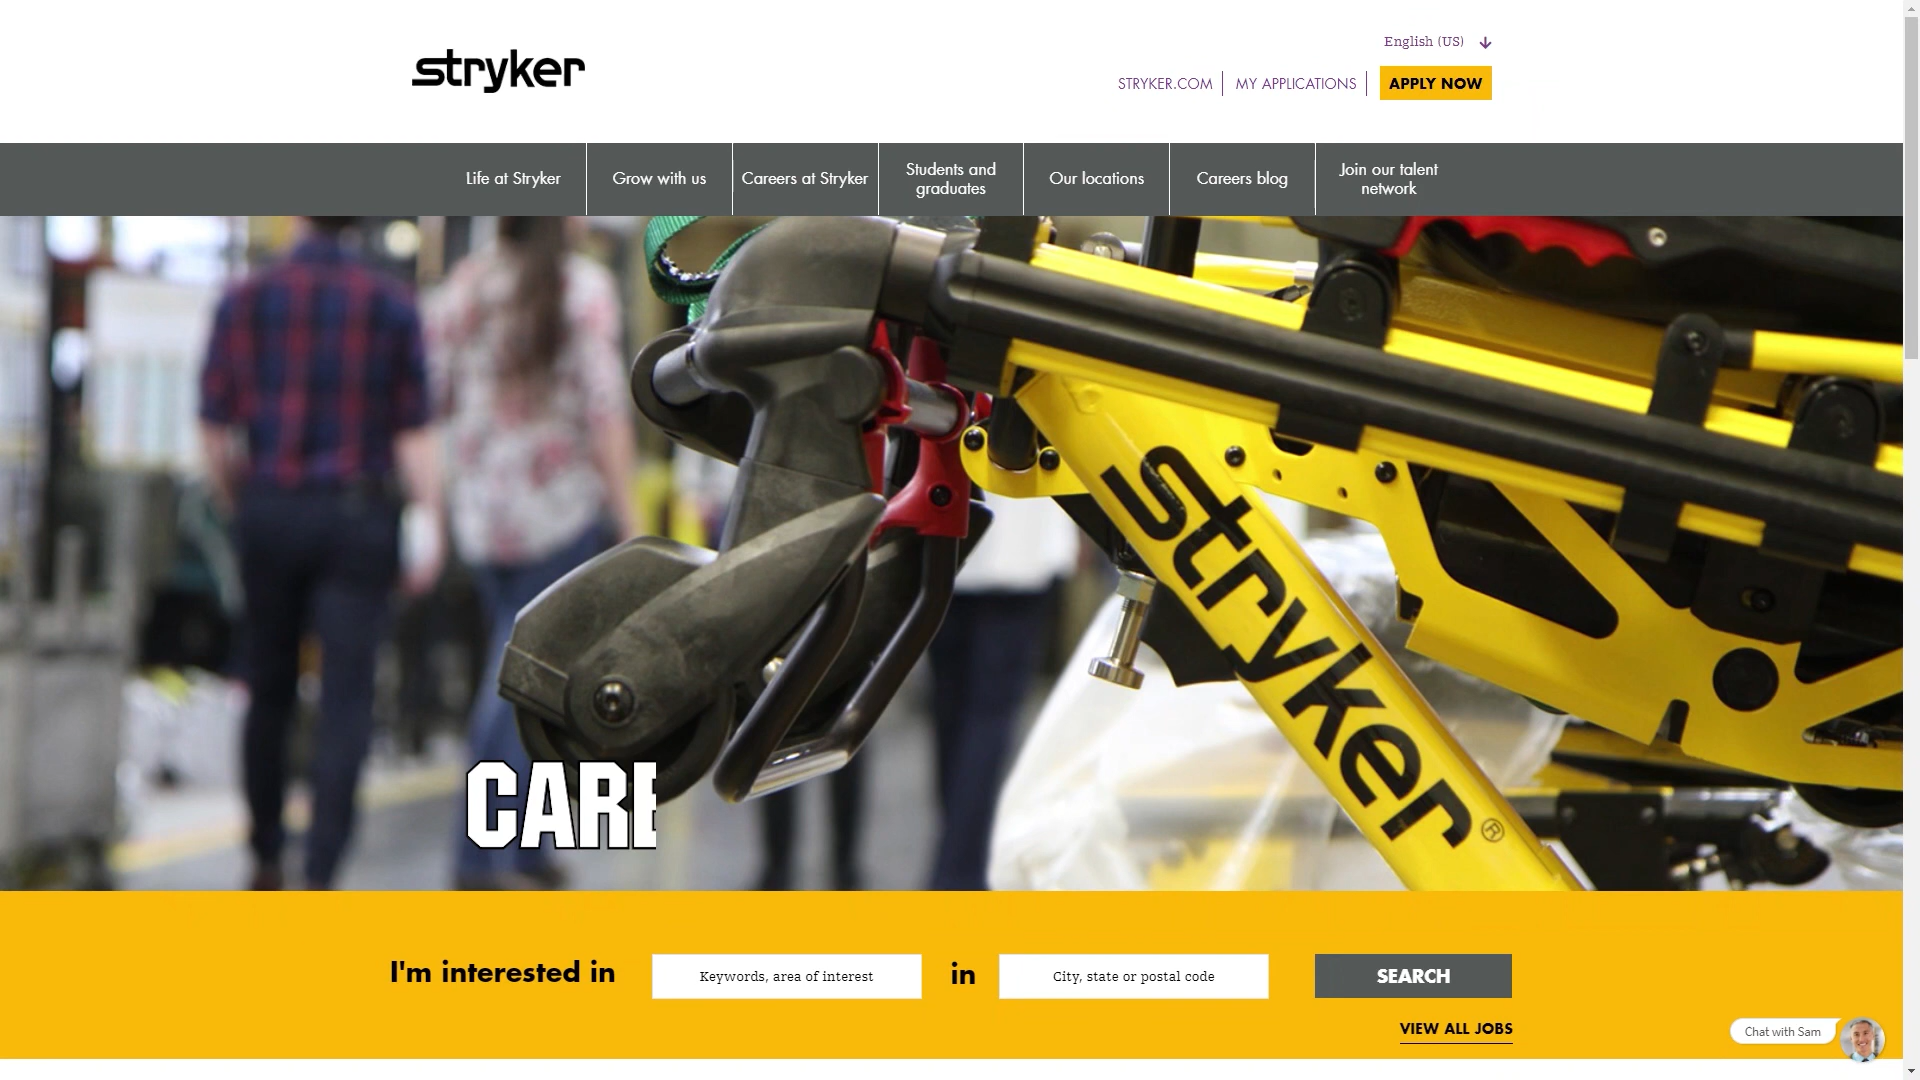 stryker
English (US)
STRYKER.COM
MY APPLICATIONS
APPLY NOW
Life at Stryker
Grow with us
Careers at Stryker
Students and
graduates
Our locations
Careers blog
Join our talent
network
stryker®
CARE
I'm interested in
Keywords, area of interest
in
City, state or postal code
SEARCH
VIEW ALL JOBS
Chat with Sam